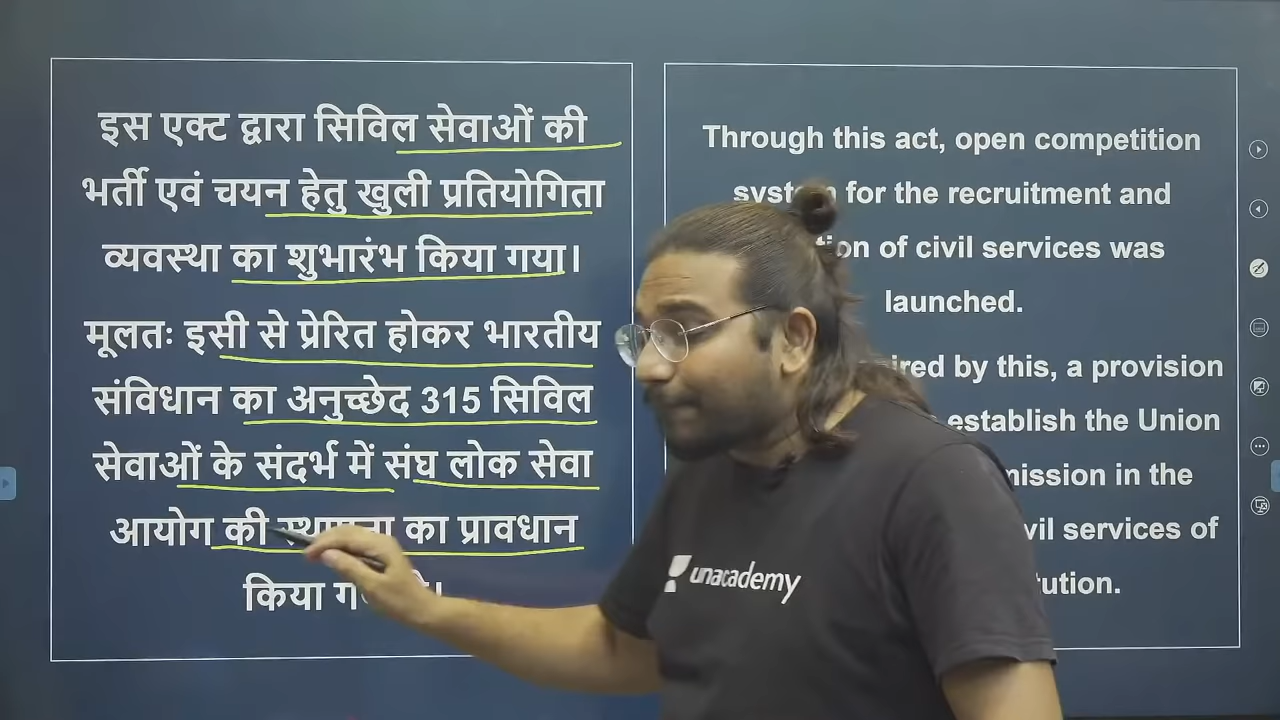 इस एक्ट द्वारा सिविल सेवाओं की
भर्ती एवं चयन हेतु खुली प्रतियोगिता
व्यवस्था का शुभारंभ किया गया।
मूलतः इसी से प्रेरित होकर भारतीय
संविधान का अनुच्छेद 315 सिविल
सेवाओं के संदर्भ में संघ लोक सेवा
आयोग की का प्रावधान
किया
Through this act, open competition
for the recruitment and
of civil services was
launched.
by this, a provision
establish the Union
in the
services of
unacademy